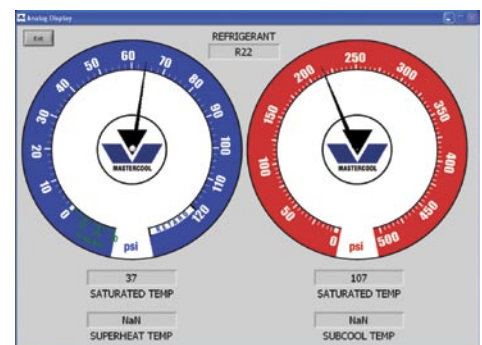 Analog Display
Exit
REFRIGERANT
R22
0
10
20
30
40
50
60
70
80
90
100
110
120
RETARD
MASTERCOOL
psi
0
50
100
150
200
250
300
350
400
450
500
MASTERCOOL
psi
37
SATURATED TEMP
107
SATURATED TEMP
NaN
SUPERHEAT TEMP
NaN
SUBCOOL TEMP